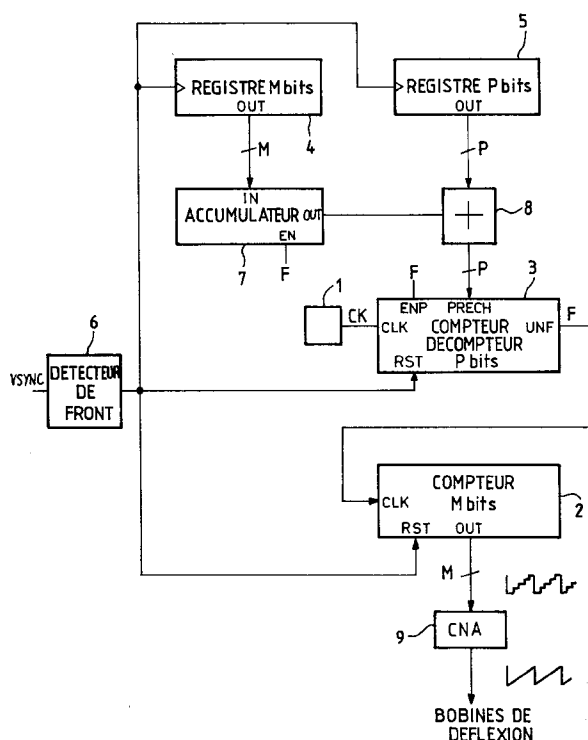 5
REGISTRE M bits
OUT
4
REGISTRE P bits
OUT
M
P
IN
ACCUMULATEUR OUT
EN
7
F
+
8
P
1
CK
F
3
ENP PRECH
CLK COMPTEUR UNF
DECOMPTEUR
RST P bits
F
6
VSYNC
DETECTEUR
DE
FRONT
COMPTEUR
M bits
CLK
RST OUT
2
M
9
CNA
BOBINES DE
DEFLEXION